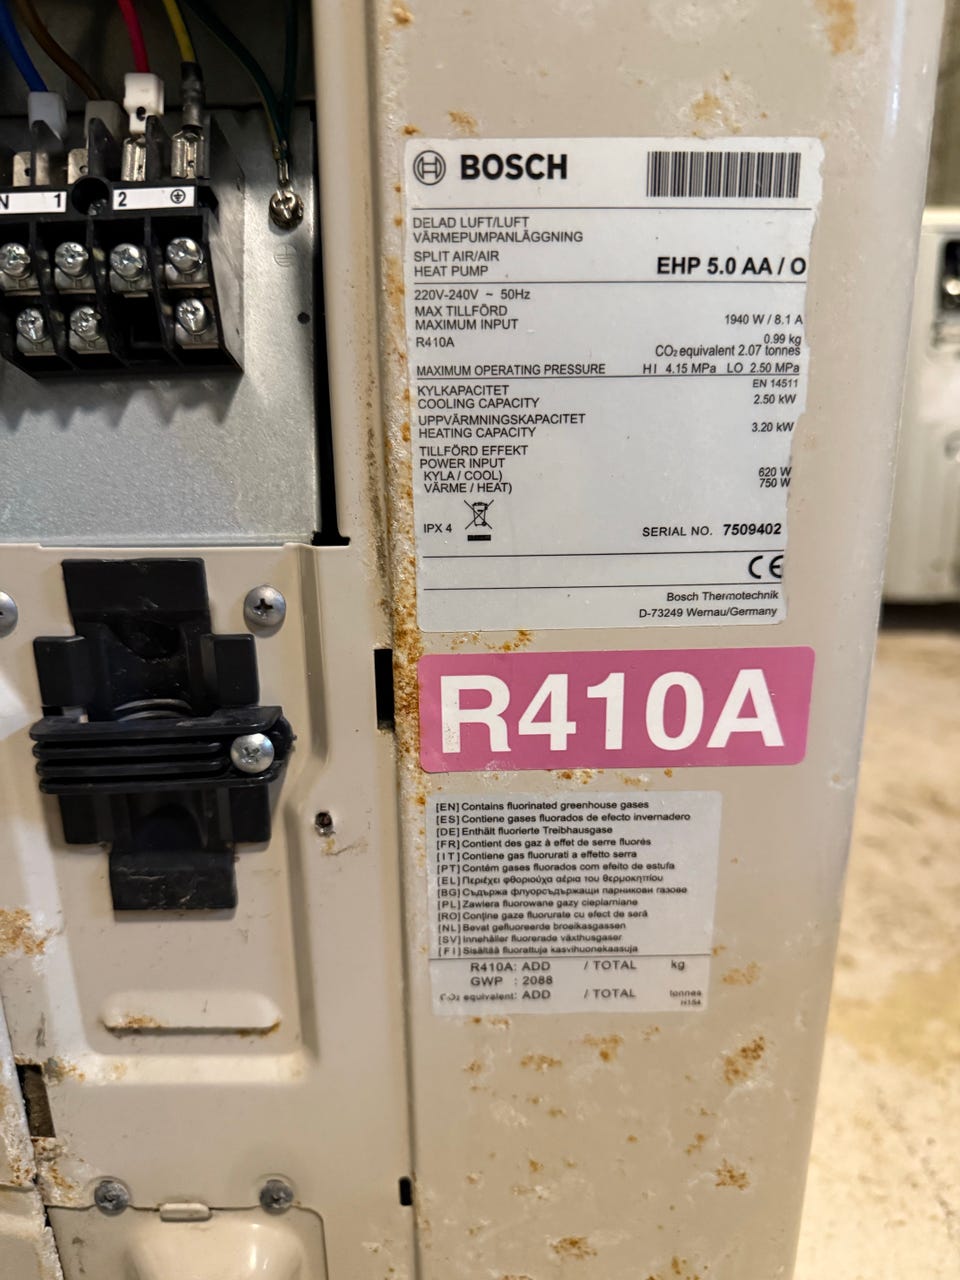 N 1 2
BOSCH
DELAD LUFT/LUFT
VÄRMEPUMPANLÄGGNING
SPLIT AIR/AIR
HEAT PUMP
EHP 5.0 AA / O
220V-240V ~ 50Hz
MAX TILLFÖRD
MAXIMUM INPUT 1940 W / 8.1 A
R410A 0.99 kg
CO₂ equivalent 2.07 tonnes
MAXIMUM OPERATING PRESSURE HI 4.15 MPa LO 2.50 MPa
EN 14511
KYLKAPACITET
COOLING CAPACITY 2.50 kW
UPPVÄRMNINGSKAPACITET
HEATING CAPACITY 3.20 kW
TILLFÖRD EFFEKT
POWER INPUT
KYLA / COOL) 620 W
VÄRME / HEAT) 750 W
IPX 4
SERIAL NO. 7509402
CE
Bosch Thermotechnik
D-73249 Wernau/Germany
R410A
[EN] Contains fluorinated greenhouse gases
[ES] Contiene gases fluorados de efecto invernadero
[DE] Enthält fluorierte Treibhausgase
[FR] Contient des gaz à effet de serre fluorés
[IT] Contiene gas fluorurati a effetto serra
[PT] Contém gases fluorados com efeito de estufa
[EL] Περιέχει φθοριούχα αέρια του θερμοκηπίου
[BG] Съдържа флуорсъдържащи парникови газове
[PL] Zawiera fluorowane gazy cieplarniane
[RO] Conţine gaze fluorurate cu efect de seră
[NL] Bevat gefluoreerde broeikasgassen
[SV] Innehåller fluorerade växthusgaser
[FI] Sisältää fluorattuja kasvihuonekaasuja
R410A: ADD / TOTAL kg
GWP : 2088
CO₂ equivalent: ADD / TOTAL tonnes